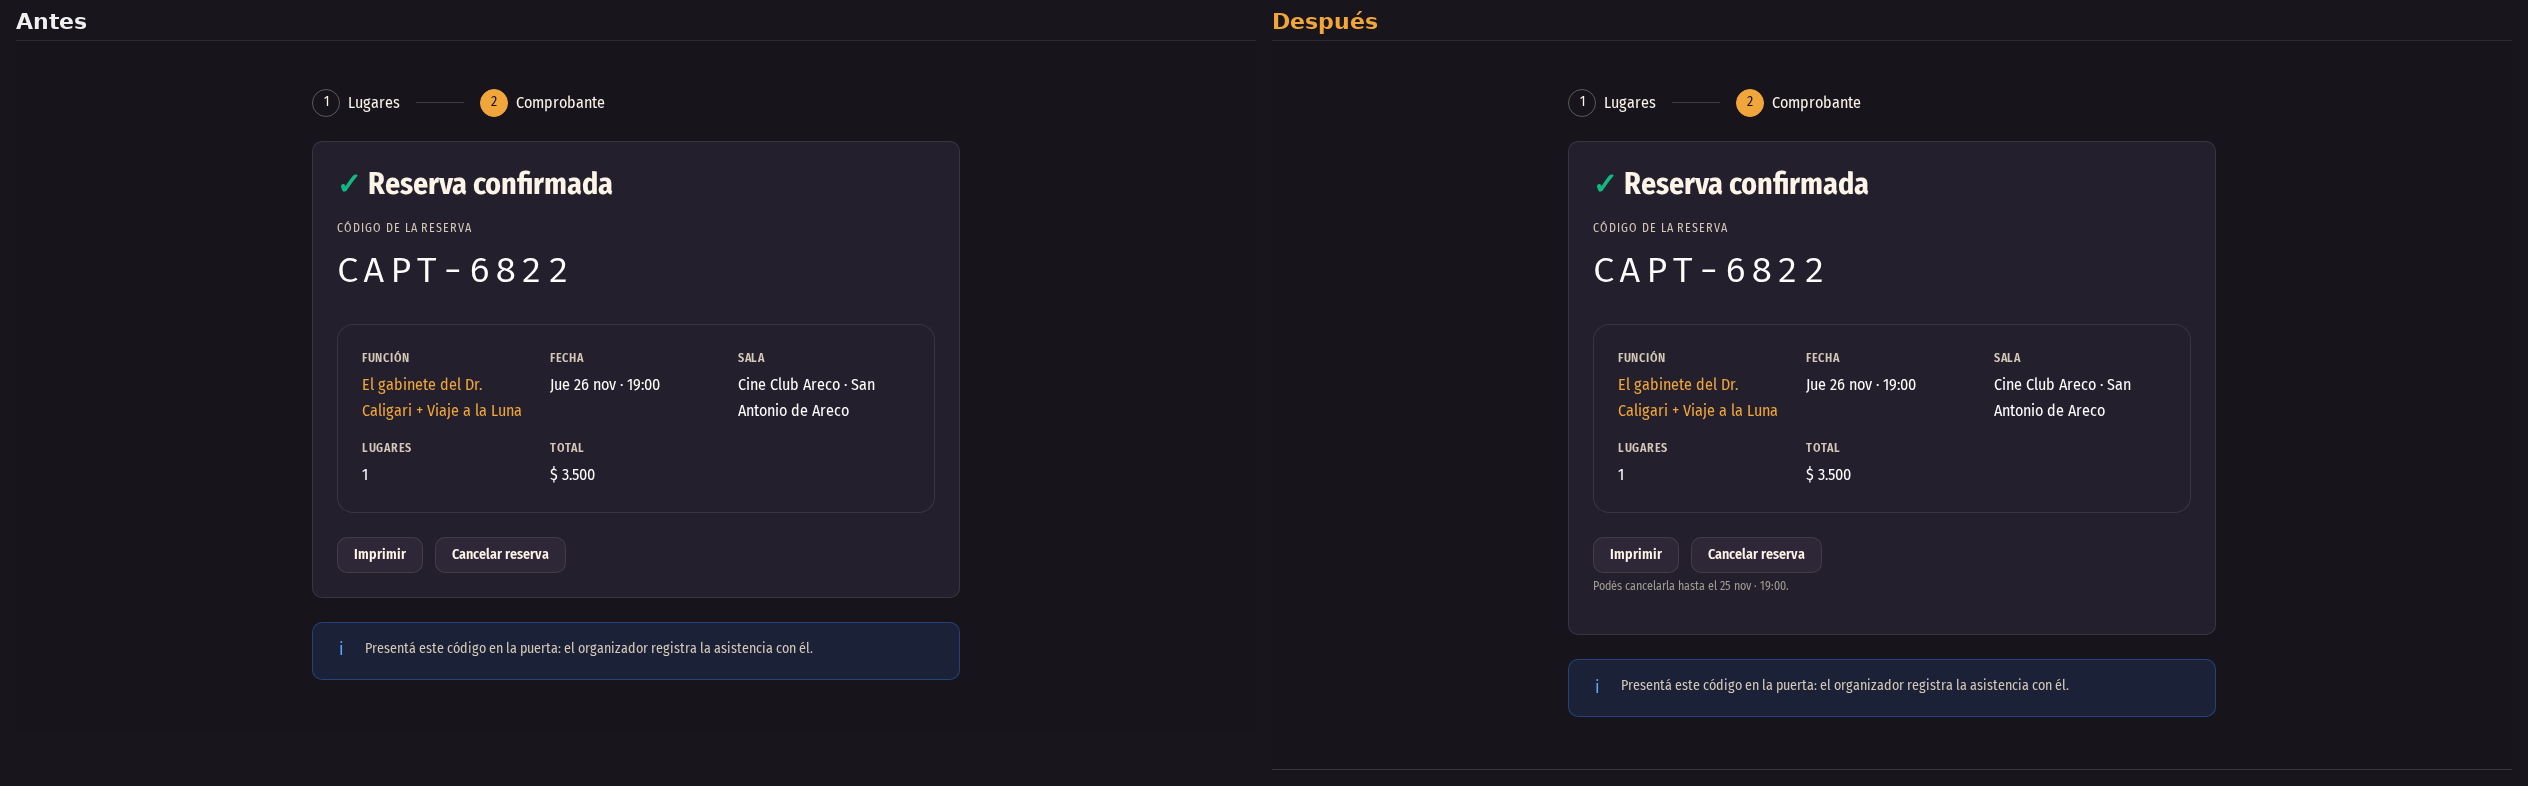 Antes
1 Lugares 2 Comprobante
✓ Reserva confirmada
CÓDIGO DE LA RESERVA
CAPT-6822
FUNCIÓN FECHA SALA
El gabinete del Dr. Jue 26 nov · 19:00 Cine Club Areco · San
Caligari + Viaje a la Luna Antonio de Areco
LUGARES TOTAL
1 $ 3.500
Imprimir Cancelar reserva
i Presentá este código en la puerta: el organizador registra la asistencia con él.
Después
1 Lugares 2 Comprobante
✓ Reserva confirmada
CÓDIGO DE LA RESERVA
CAPT-6822
FUNCIÓN FECHA SALA
El gabinete del Dr. Jue 26 nov · 19:00 Cine Club Areco · San
Caligari + Viaje a la Luna Antonio de Areco
LUGARES TOTAL
1 $ 3.500
Imprimir Cancelar reserva
Podés cancelarla hasta el 25 nov · 19:00.
i Presentá este código en la puerta: el organizador registra la asistencia con él.